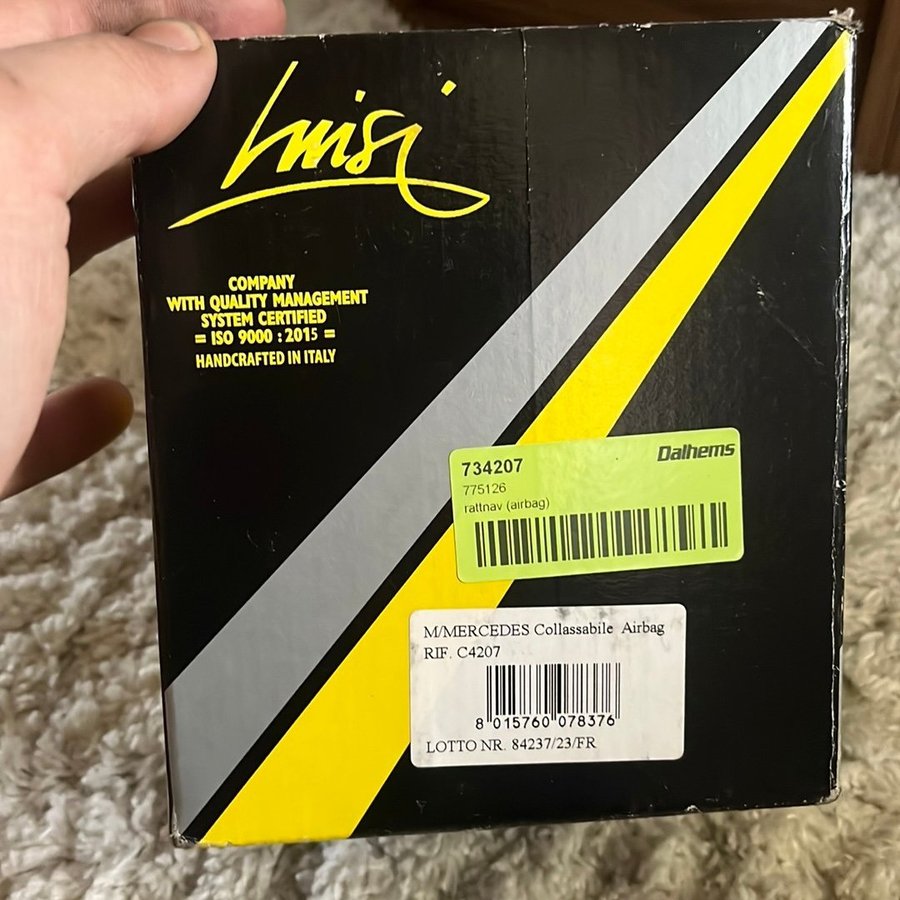 Luisi
COMPANY
WITH QUALITY MANAGEMENT
SYSTEM CERTIFIED
= ISO 9000 : 2015 =
HANDCRAFTED IN ITALY
734207
Dalhems
775126
rattnav (airbag)
M/MERCEDES Collassabile Airbag
RIF. C4207
8 015760 078376
LOTTO NR. 84237/23/FR